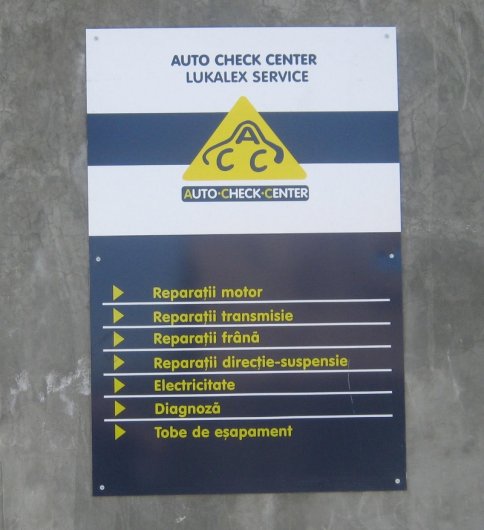 AUTO CHECK CENTER
LUKALEX SERVICE
A
C C
AUTO·CHECK·CENTER
Reparații motor
Reparații transmisie
Reparații frână
Reparații direcție-suspensie
Electricitate
Diagnoză
Tobe de eșapament